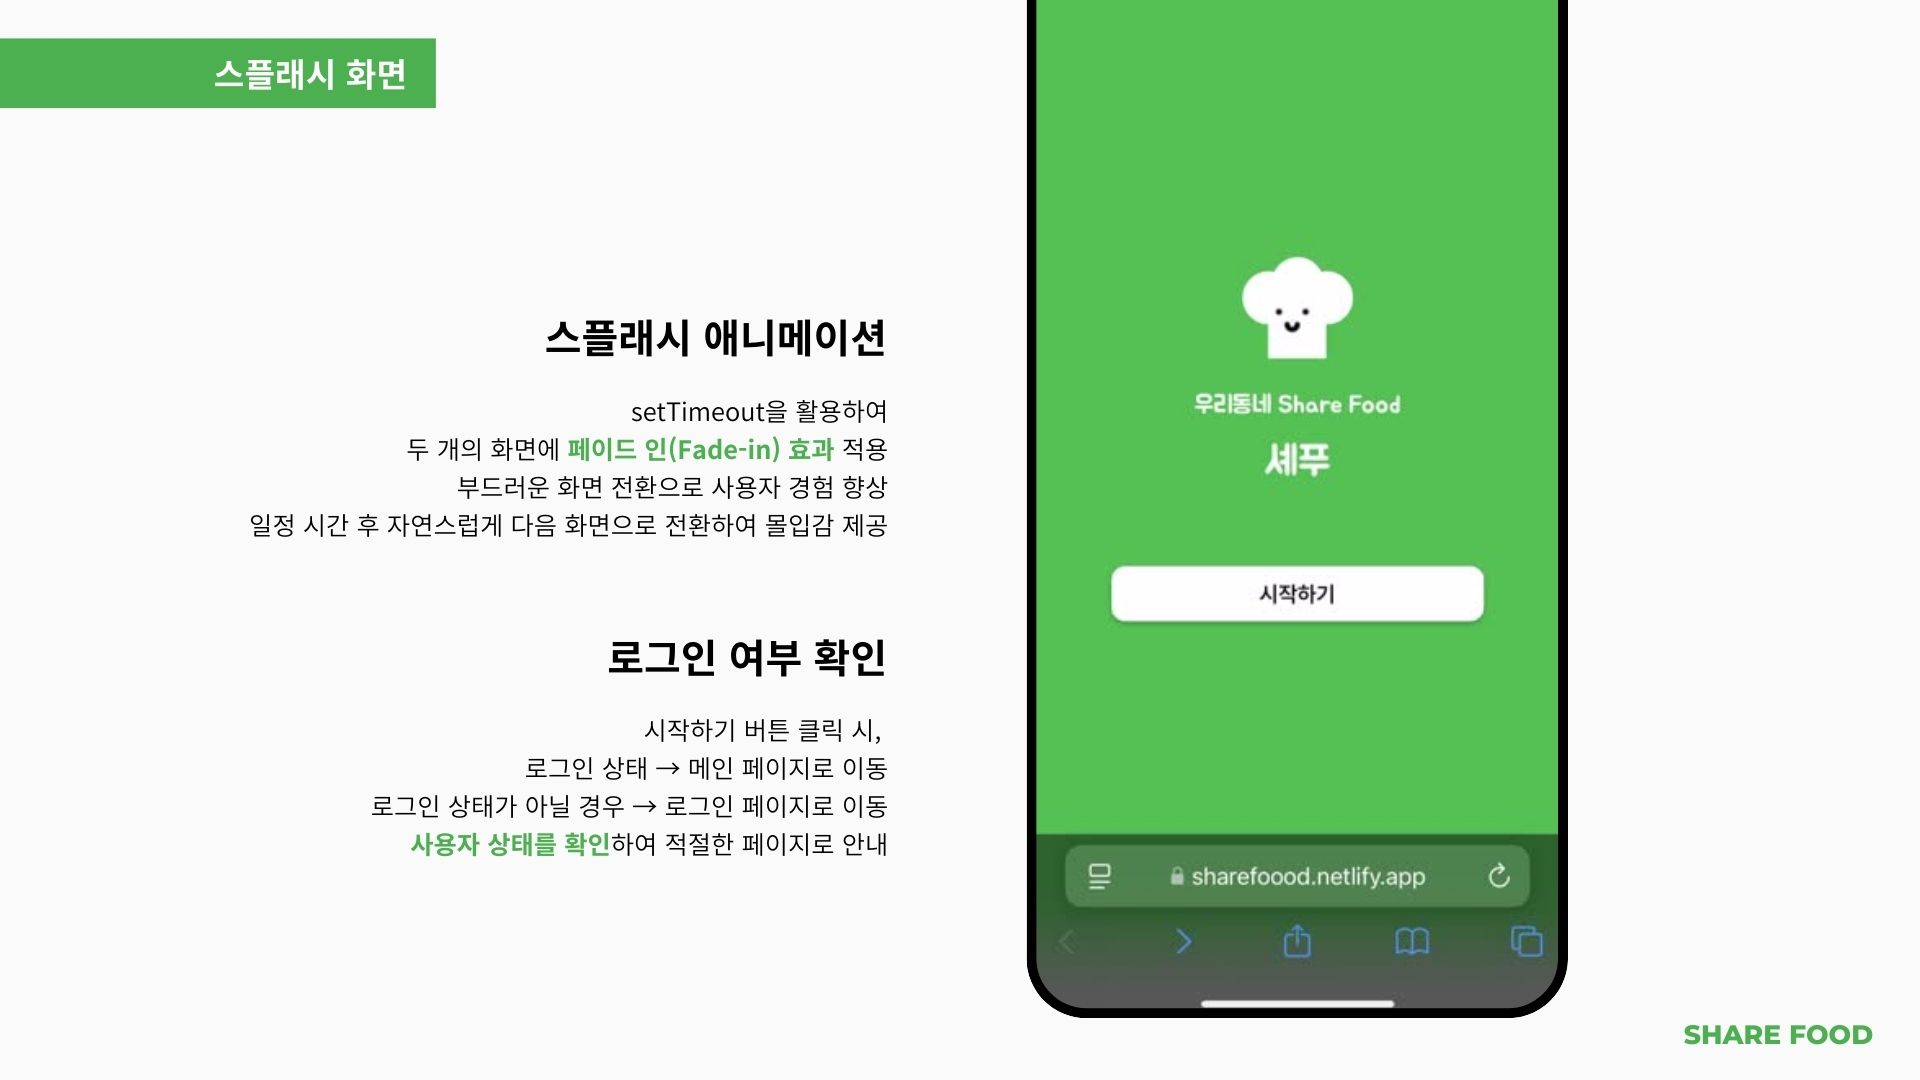 스플래시 화면
스플래시 애니메이션
setTimeout을 활용하여
두 개의 화면에 페이드 인(Fade-in) 효과 적용
부드러운 화면 전환으로 사용자 경험 향상
일정 시간 후 자연스럽게 다음 화면으로 전환하여 몰입감 제공
로그인 여부 확인
시작하기 버튼 클릭 시,
로그인 상태 → 메인 페이지로 이동
로그인 상태가 아닐 경우 → 로그인 페이지로 이동
사용자 상태를 확인하여 적절한 페이지로 안내
우리동네 Share Food
셰푸
시작하기
sharefoood.netlify.app
SHARE FOOD